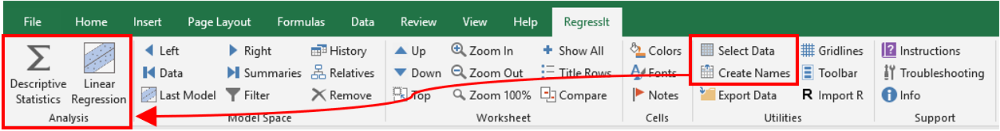 File Home Insert Page Layout Formulas Data Review View Help RegressIt
Descriptive Statistics
Linear Regression
Analysis
Left Right History
Data Summaries Relatives
Last Model Filter Remove
Model Space
Up Zoom In Show All
Down Zoom Out Title Rows
Top Zoom 100% Compare
Worksheet
Colors
Fonts
Notes
Cells
Select Data Gridlines
Create Names Toolbar
Export Data R Import R
Utilities
Instructions
Troubleshooting
Info
Support